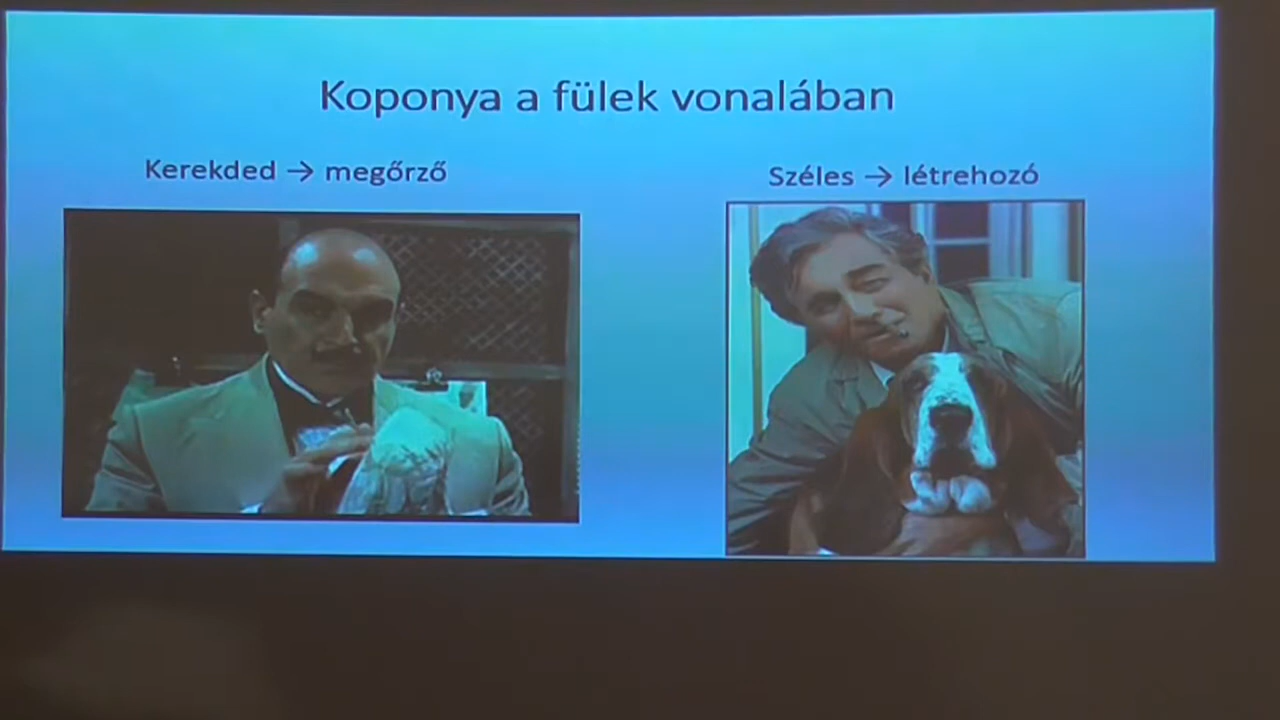 Koponya a fülek vonalában
Kerekded → megőrző
Széles → létrehozó